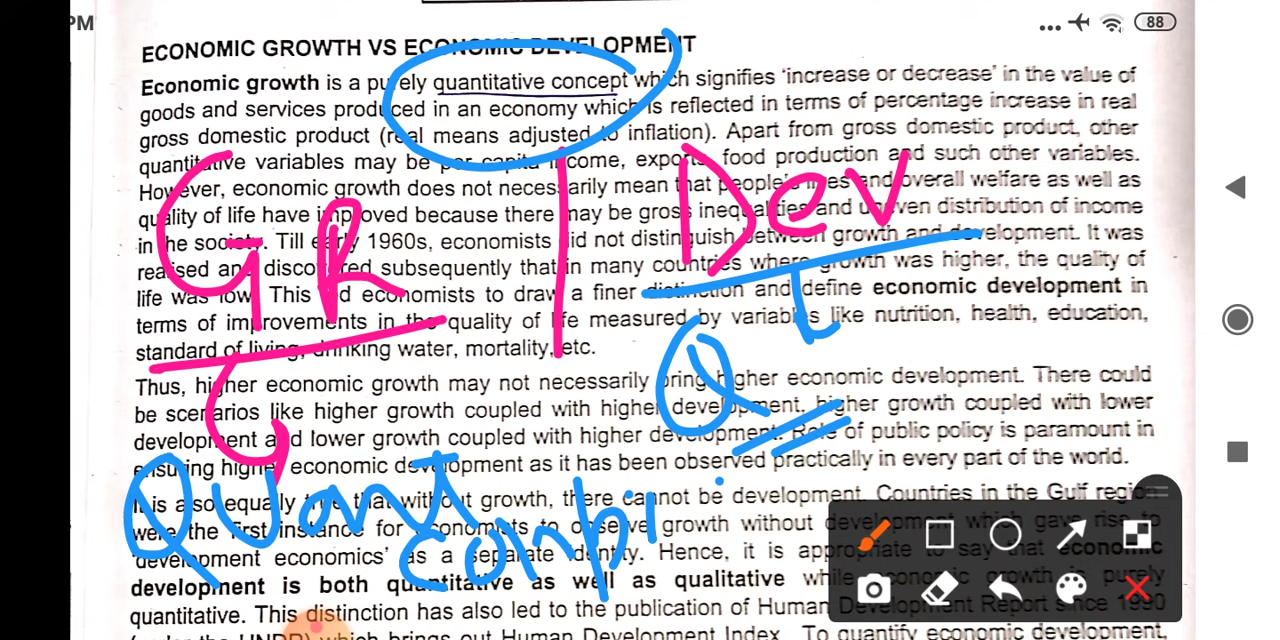 PM
88
ECONOMIC GROWTH VS ECONOMIC DEVELOPMENT
Economic growth is a purely quantitative concept which signifies 'increase or decrease' in the value of
goods and services produced in an economy which is reflected in terms of percentage increase in real
gross domestic product (real means adjusted to inflation). Apart from gross domestic product, other
quantitative variables may be per capita income, exports, food production and such other variables.
However, economic growth does not necessarily mean that people's lives and overall welfare as well as
quality of life have improved because there may be gross inequalities and uneven distribution of income
in the society. Till early 1960s, economists did not distinguish between growth and development. It was
realised and discovered subsequently that in many countries where growth was higher, the quality of
life was low. This led economists to draw a finer distinction and define economic development in
terms of improvements in the quality of life measured by variables like nutrition, health, education,
standard of living, drinking water, mortality, etc.
GR
Dev
Thus, higher economic growth may not necessarily bring higher economic development. There could
be scenarios like higher growth coupled with higher development, higher growth coupled with lower
development and lower growth coupled with higher development. Role of public policy is paramount in
ensuring higher economic development as it has been observed practically in every part of the world.
Quant
It is also equally true that without growth, there cannot be development. Countries in the Gulf region
were the first instance for economists to observe growth without development which gave rise to
'development economics' as a separate identity. Hence, it is appropriate to say that economic
development is both quantitative as well as qualitative while economic growth is purely
quantitative. This distinction has also led to the publication of Human Development Report since 1990
(under the UNDP) which brings out Human Development Index. To quantify economic development,